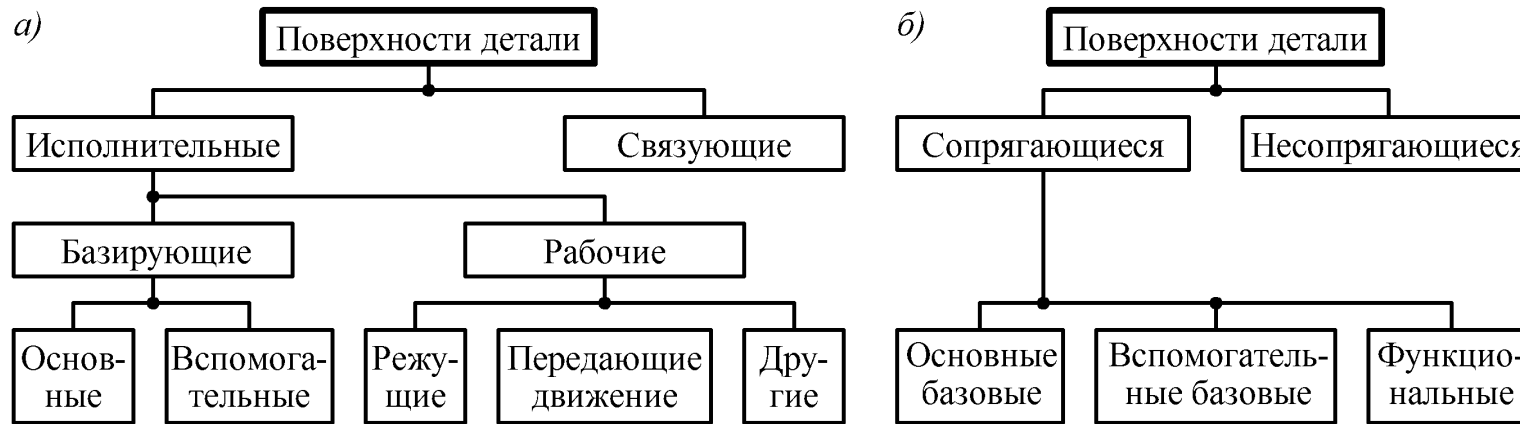 а)
Поверхности детали
Исполнительные
Связующие
Базирующие
Рабочие
Основ-
ные
Вспомога-
тельные
Режу-
щие
Передающие
движение
Дру-
гие
б)
Поверхности детали
Сопрягающиеся
Несопрягающиеся
Основные
базовые
Вспомогатель-
ные базовые
Функцио-
нальные